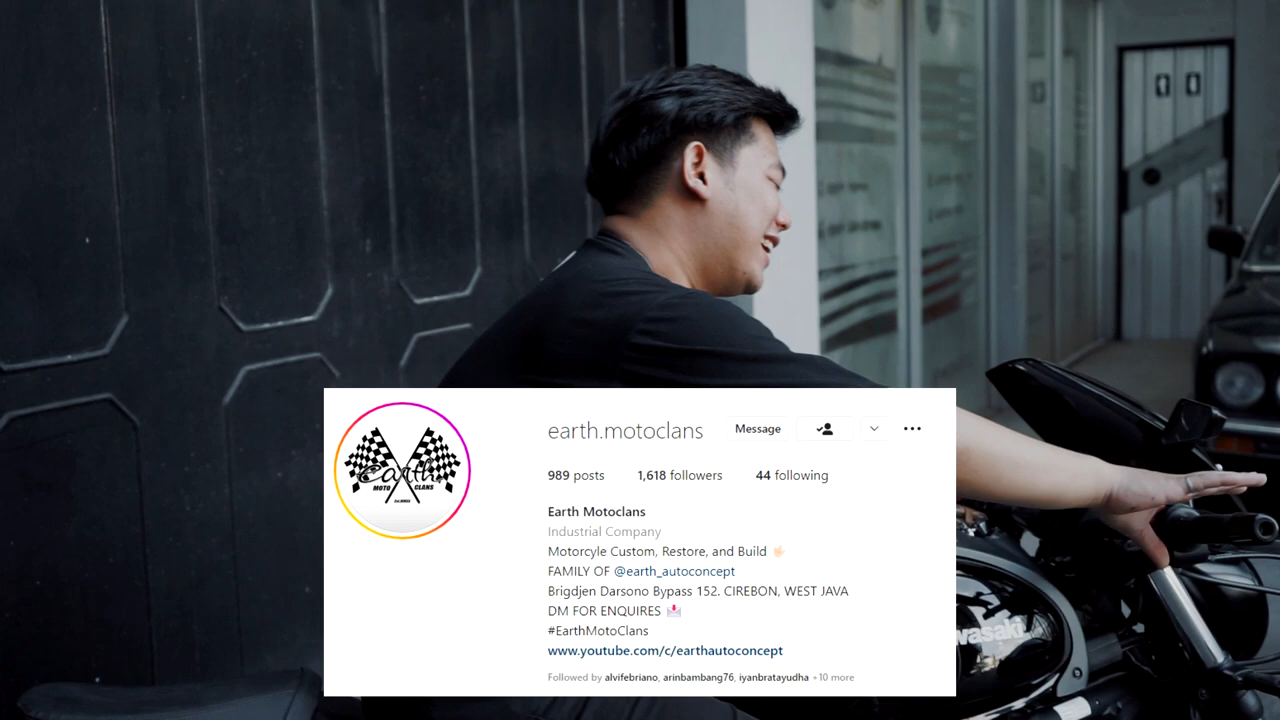 earth.motoclans Message
989 posts 1,618 followers 44 following
Earth Motoclans
Industrial Company
Motorcyle Custom, Restore, and Build 🖐🏻
FAMILY OF @earth_autoconcept
Brigdjen Darsono Bypass 152. CIREBON, WEST JAVA
DM FOR ENQUIRES 📩
#EarthMotoClans
www.youtube.com/c/earthautoconcept
Followed by alvifebriano, arinbambang76, iyanbratayudha +10 more
earth.
MOTO CLANS
wasaki